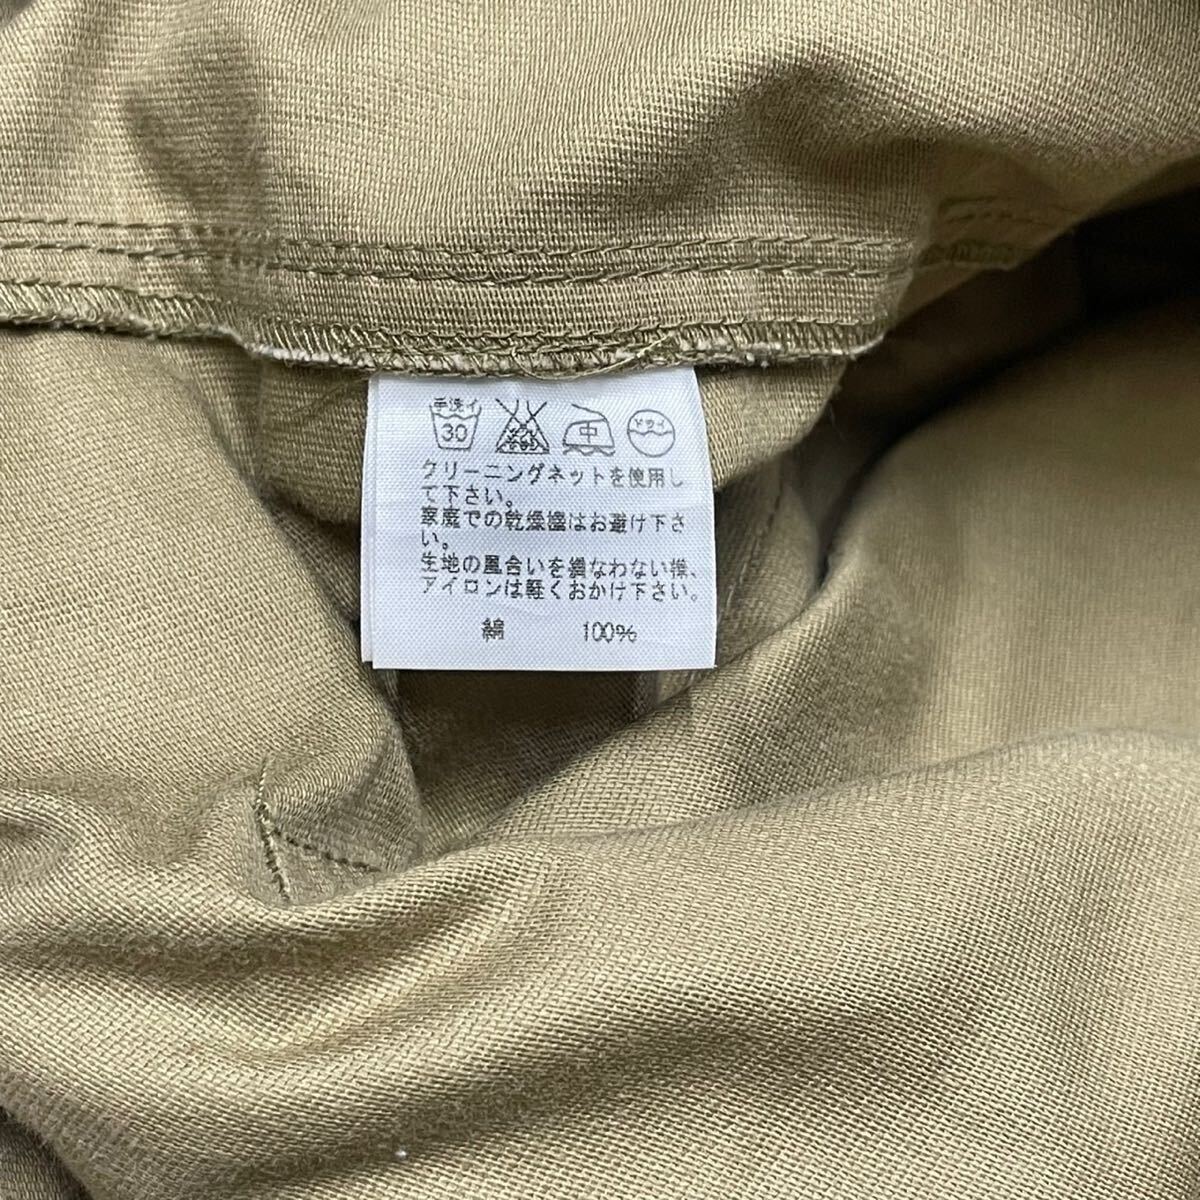 手洗イ
30
中
ドライ
クリーニングネットを使用し
て下さい。
家庭での乾燥機はお避け下さ
い。
生地の風合いを損なわない様、
アイロンは軽くおかけ下さい。
綿 100%